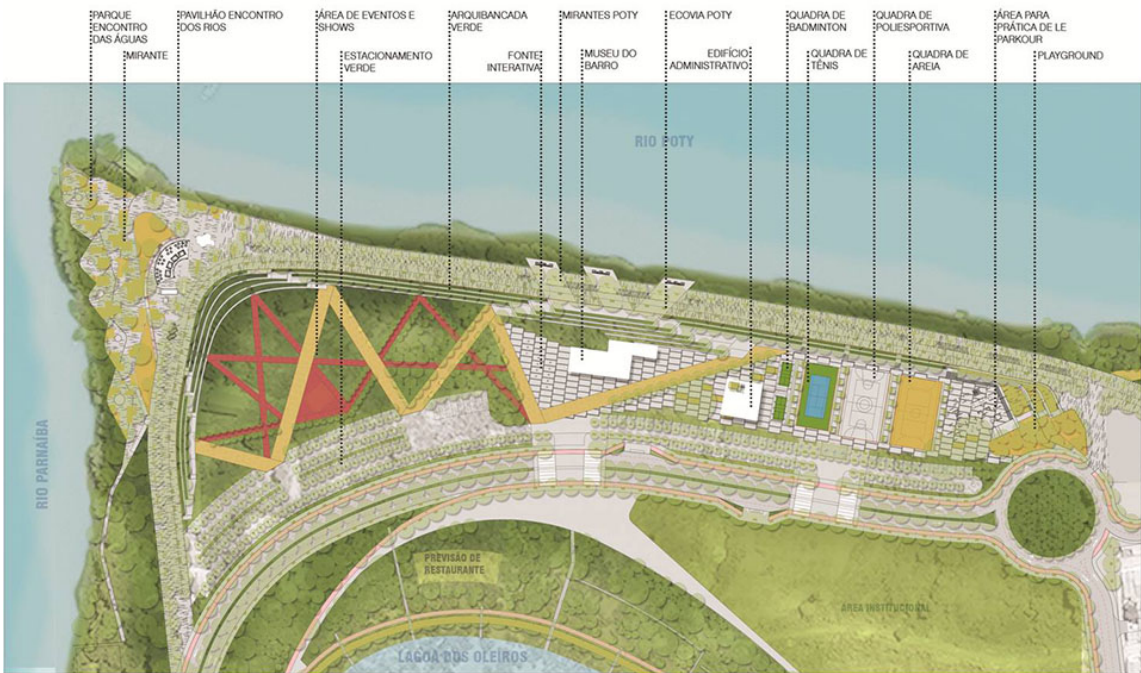 PARQUE
ENCONTRO
DAS ÁGUAS
MIRANTE
PAVILHÃO ENCONTRO
DOS RIOS
ÁREA DE EVENTOS E
SHOWS
ESTACIONAMENTO
VERDE
ARQUIBANCADA
VERDE
FONTE
INTERATIVA
MIRANTES POTY
MUSEU DO
BARRO
ECOVIA POTY
EDIFÍCIO
ADMINISTRATIVO
QUADRA DE
BADMINTON
QUADRA DE
TÊNIS
QUADRA DE
POLIESPORTIVA
QUADRA DE
AREIA
ÁREA PARA
PRÁTICA DE LE
PARKOUR
PLAYGROUND
RIO POTY
RIO PARNAÍBA
PREVISÃO DE
RESTAURANTE
ÁREA INSTITUCIONAL
LAGOA DOS OLEIROS